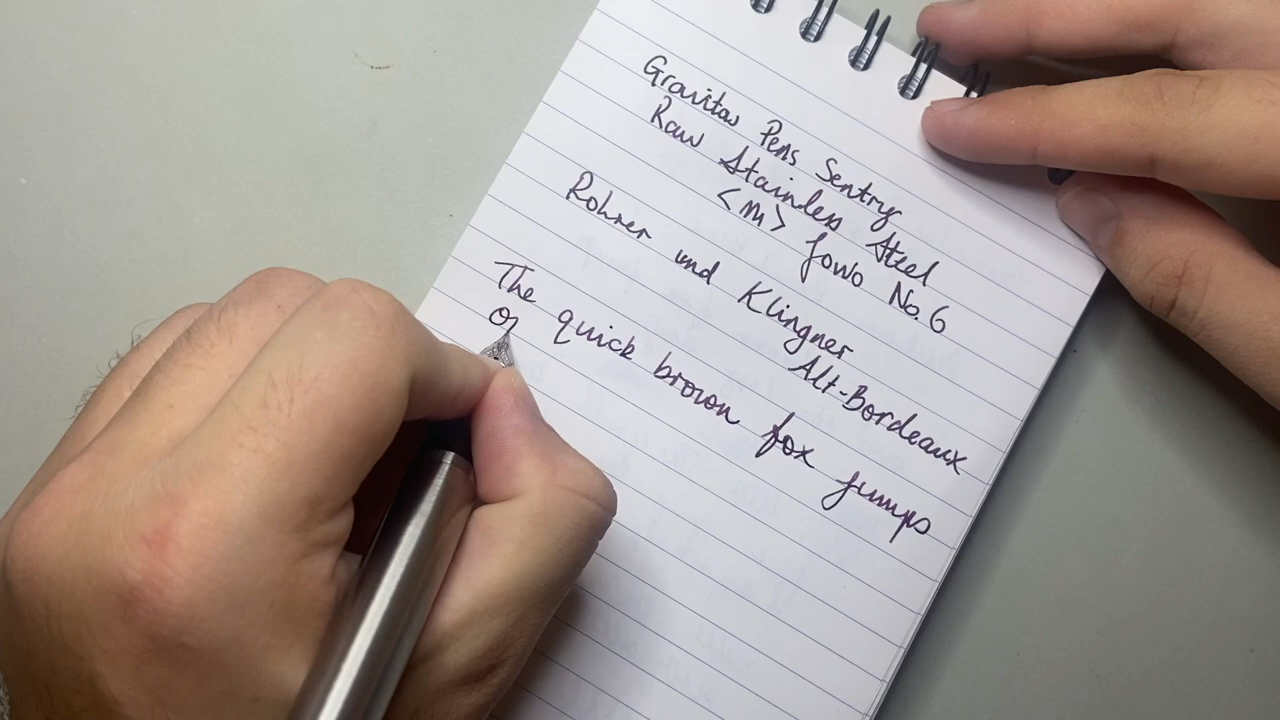 Gravitas Pens Sentry
Raw Stainless Steel
<M> Jowo No.6
Rohrer und Klingner
Alt-Bordeaux
The quick brown fox jumps